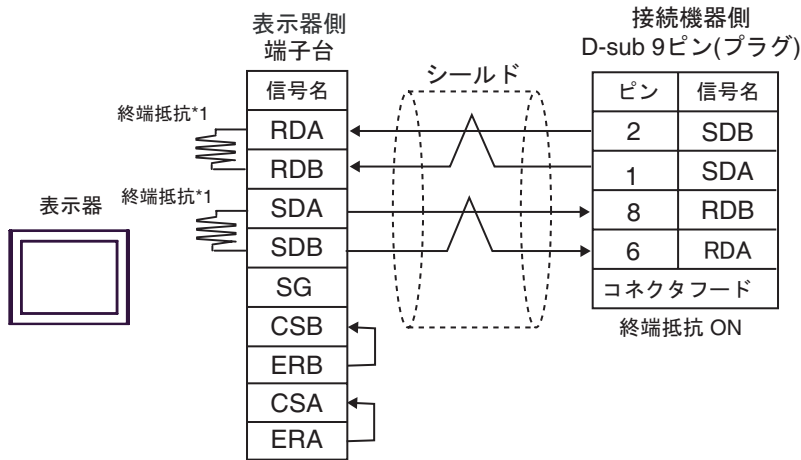 表示器側
端子台
接続機器側
D-sub 9ピン(プラグ)
シールド
信号名
ピン 信号名
終端抵抗*1
RDA
2 SDB
RDB
1 SDA
表示器
終端抵抗*1
SDA
8 RDB
SDB
6 RDA
SG
コネクタフード
CSB
終端抵抗 ON
ERB
CSA
ERA